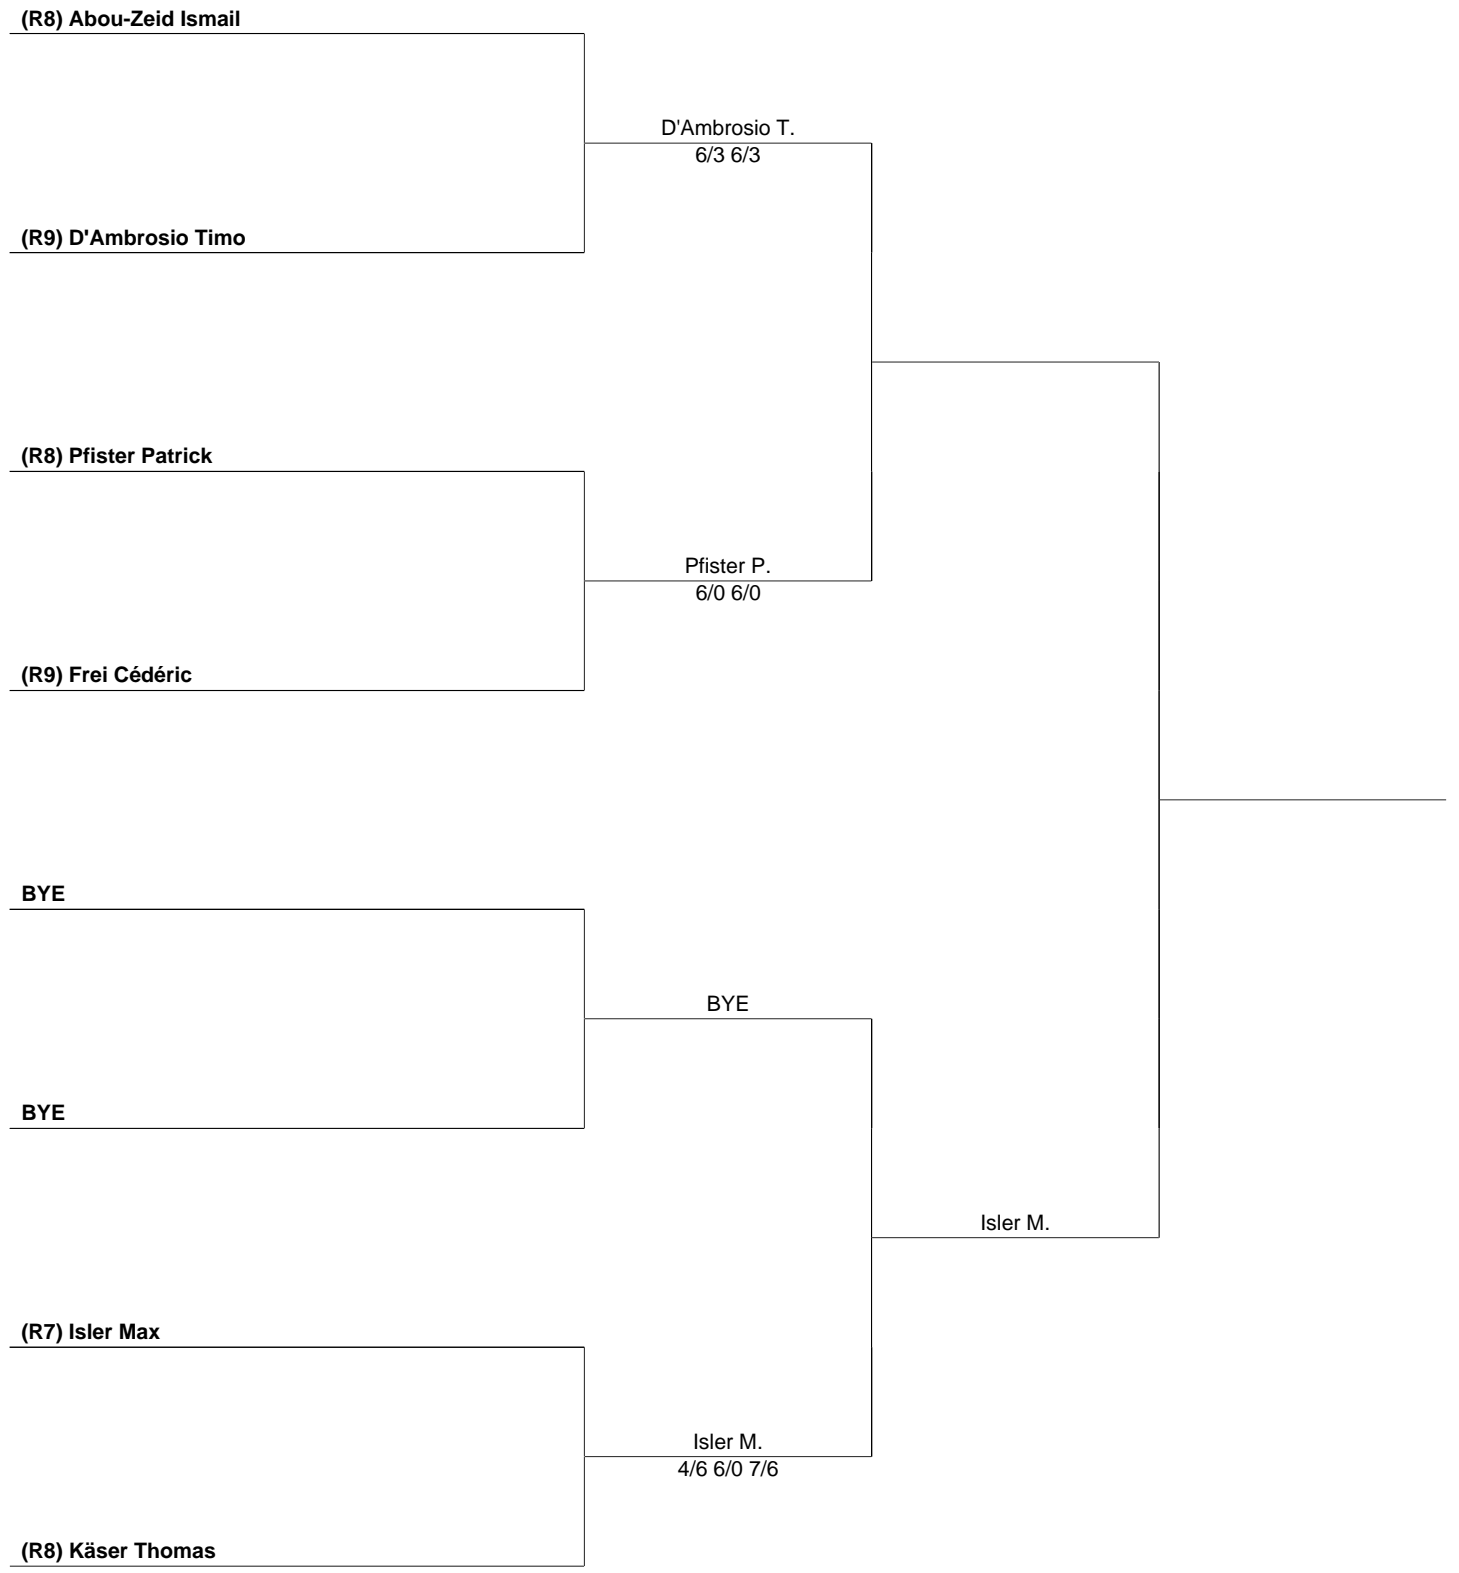 (R8) Abou-Zeid Ismail
D'Ambrosio T.
6/3 6/3
(R9) D'Ambrosio Timo
(R8) Pfister Patrick
Pfister P.
6/0 6/0
(R9) Frei Cédéric
BYE
BYE
BYE
Isler M.
(R7) Isler Max
Isler M.
4/6 6/0 7/6
(R8) Käser Thomas